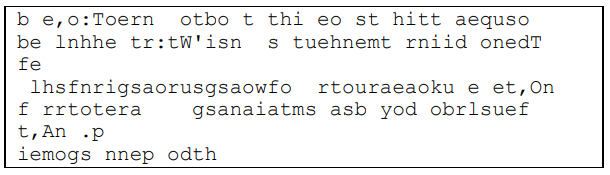 b e,o:Toern  otbo t thi eo st hitt aequso
be lnhhe tr:tW'isn  s tuehnemt rniid onedT
fe
 lhsfnrigsaorusgsaowfo  rtouraeaoku e et,On
f rrtotera    gsanaiatms asb yod obrlsuef
t,An .p
iemogs nnep odth